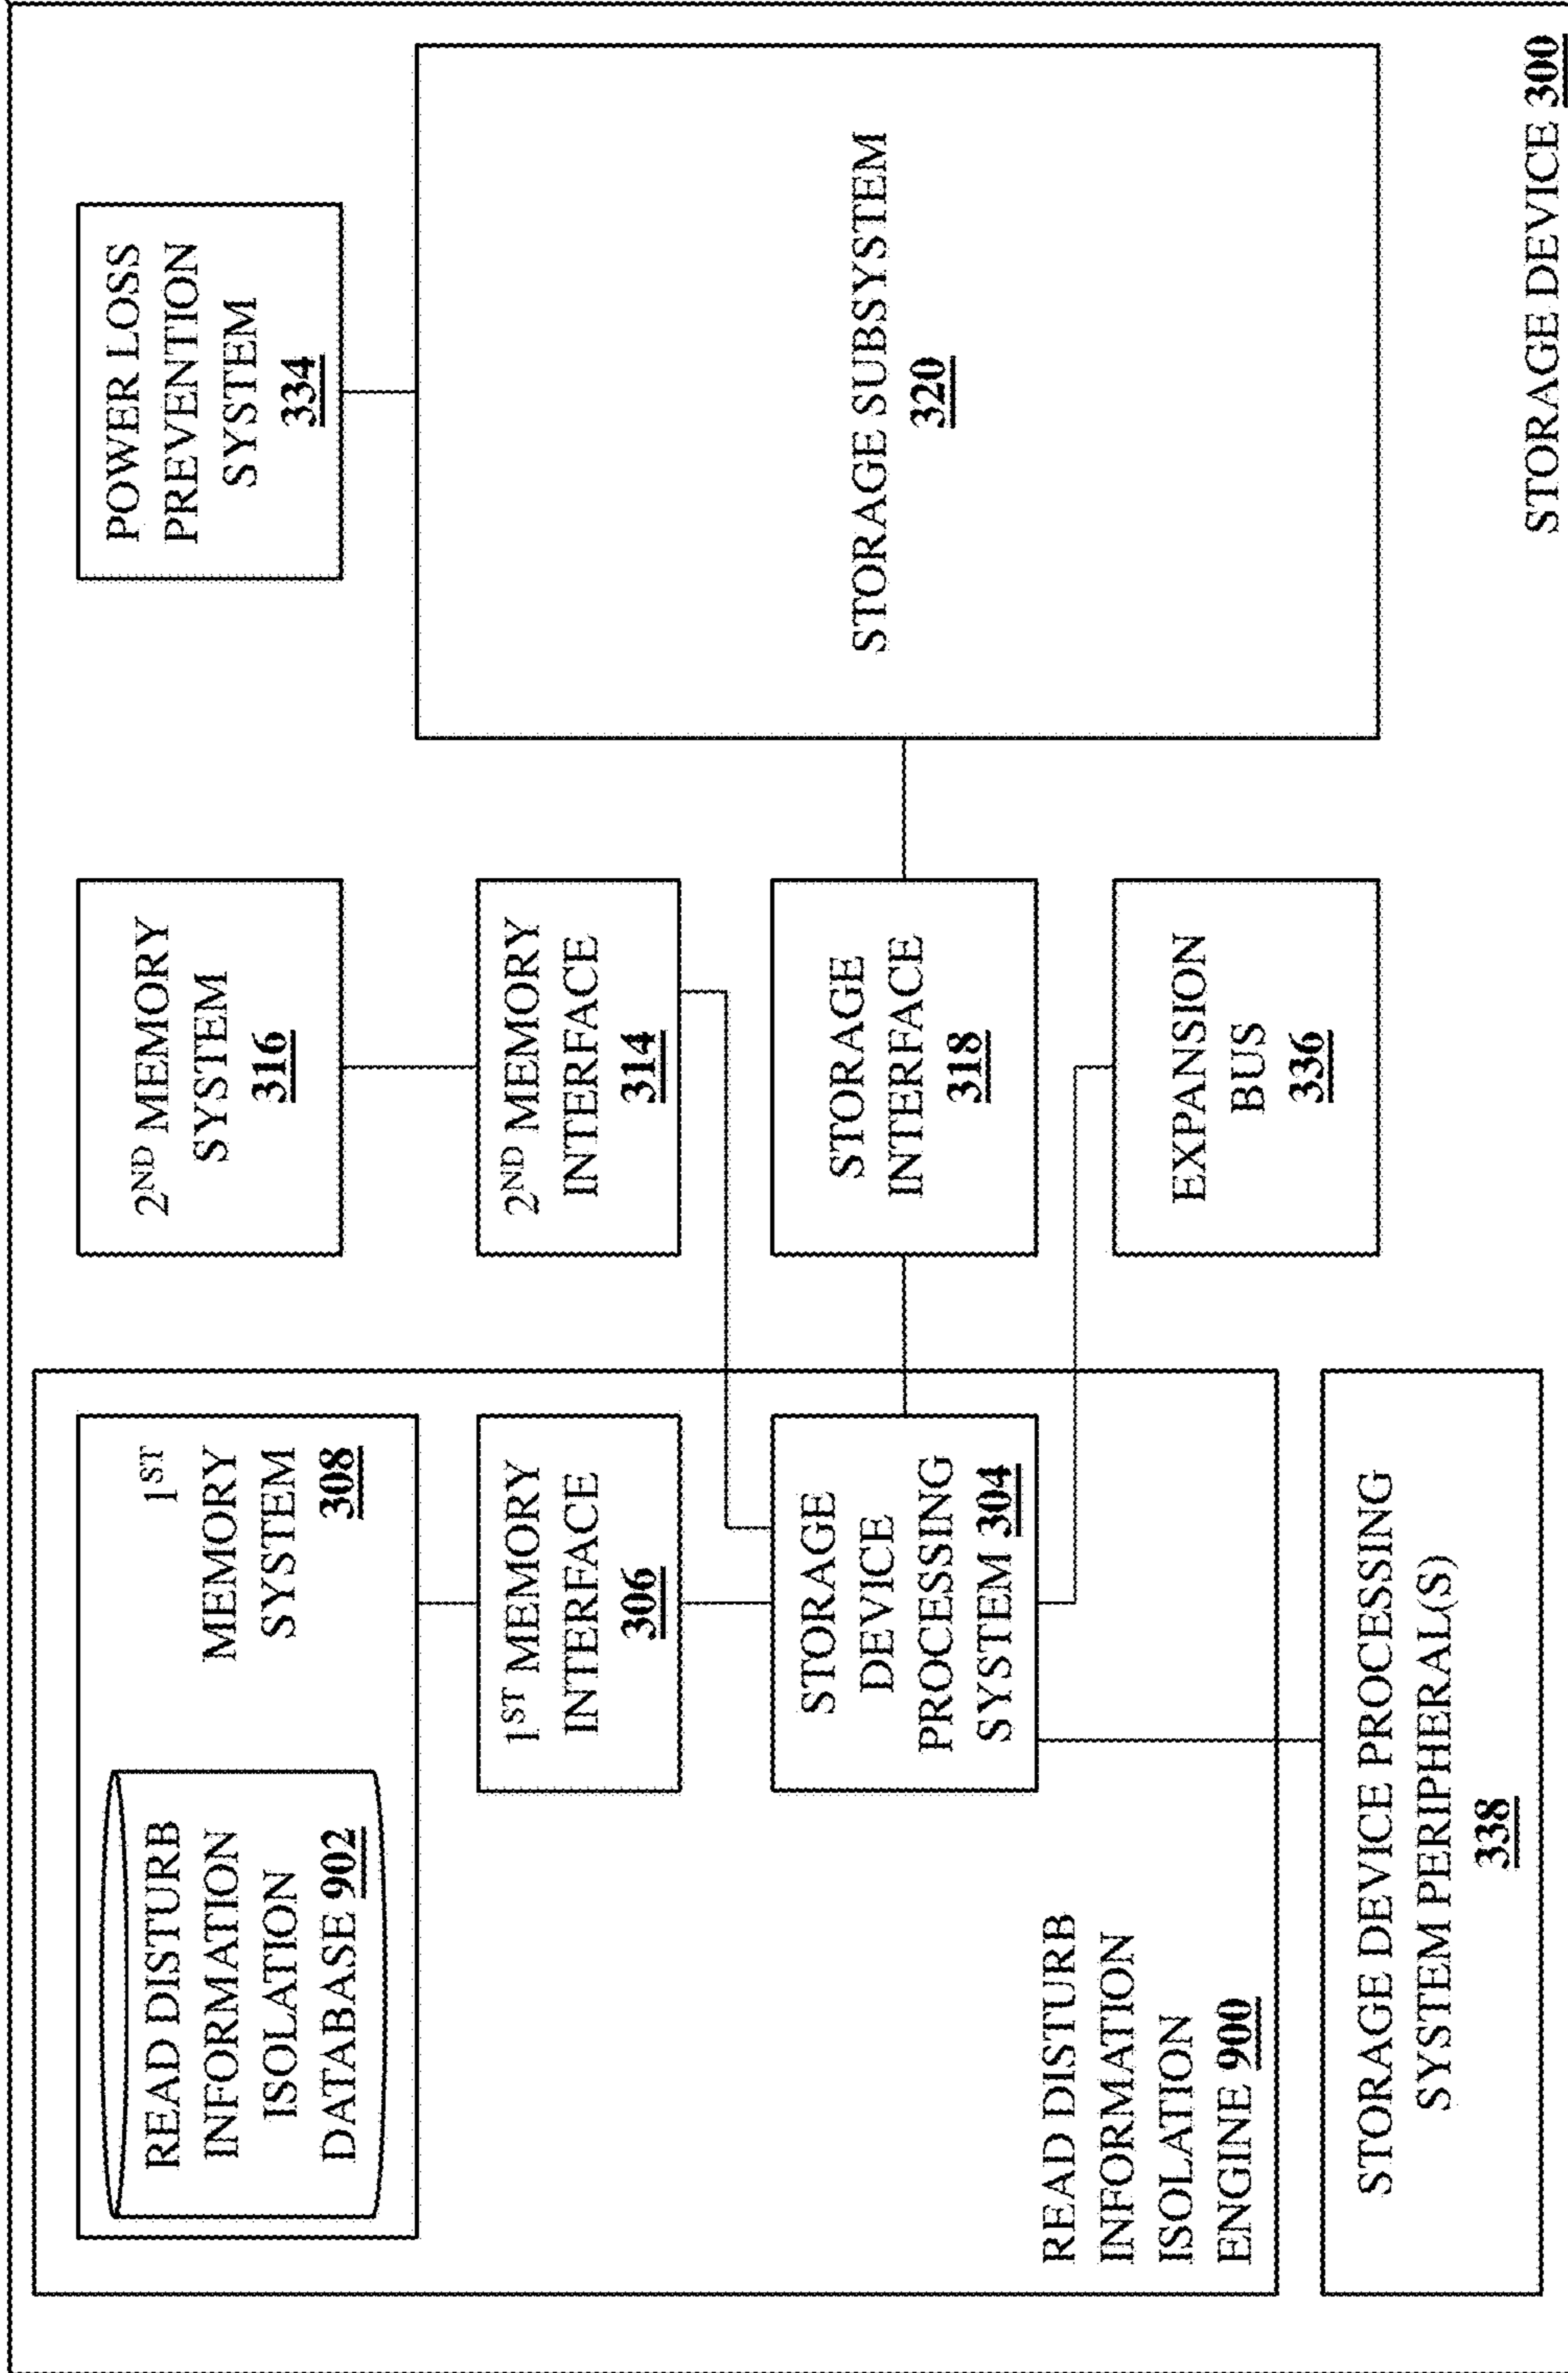 READ DISTURB
INFORMATION
ISOLATION
DATABASE 902
1ST
MEMORY
SYSTEM
308
2ND MEMORY
SYSTEM
316
POWER LOSS
PREVENTION
SYSTEM
334
1ST MEMORY
INTERFACE
306
2ND MEMORY
INTERFACE
314
STORAGE
DEVICE
PROCESSING
SYSTEM 304
STORAGE
INTERFACE
318
STORAGE SUBSYSTEM
320
READ DISTURB
INFORMATION
ISOLATION
ENGINE 900
EXPANSION
BUS
336
STORAGE DEVICE PROCESSING
SYSTEM PERIPHERAL(S)
338
STORAGE DEVICE 300